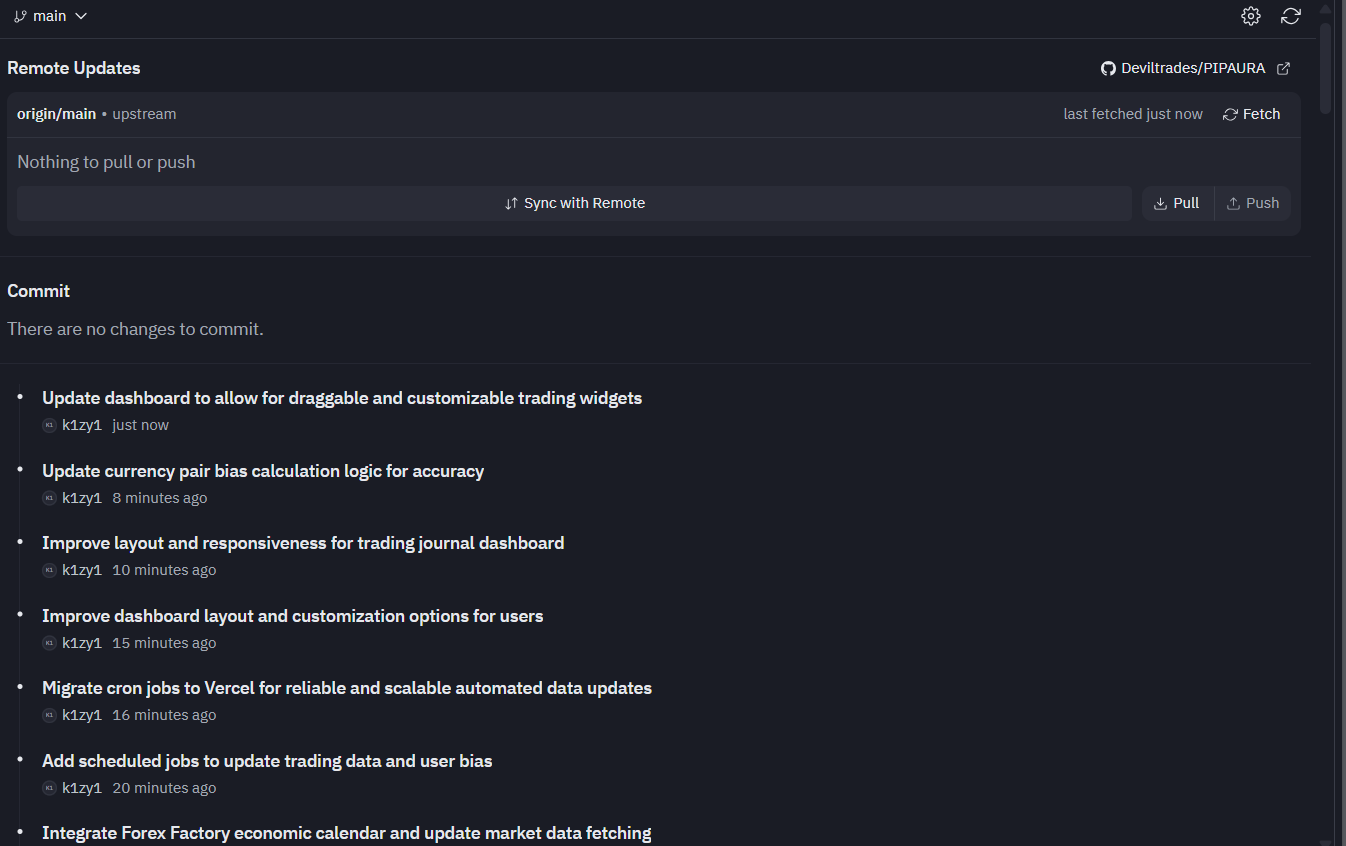 main
Remote Updates
Deviltrades/PIPAURA
origin/main • upstream
last fetched just now
Fetch
Nothing to pull or push
Sync with Remote
Pull
Push
Commit
There are no changes to commit.
Update dashboard to allow for draggable and customizable trading widgets
K1 k1zy1 just now
Update currency pair bias calculation logic for accuracy
K1 k1zy1 8 minutes ago
Improve layout and responsiveness for trading journal dashboard
K1 k1zy1 10 minutes ago
Improve dashboard layout and customization options for users
K1 k1zy1 15 minutes ago
Migrate cron jobs to Vercel for reliable and scalable automated data updates
K1 k1zy1 16 minutes ago
Add scheduled jobs to update trading data and user bias
K1 k1zy1 20 minutes ago
Integrate Forex Factory economic calendar and update market data fetching